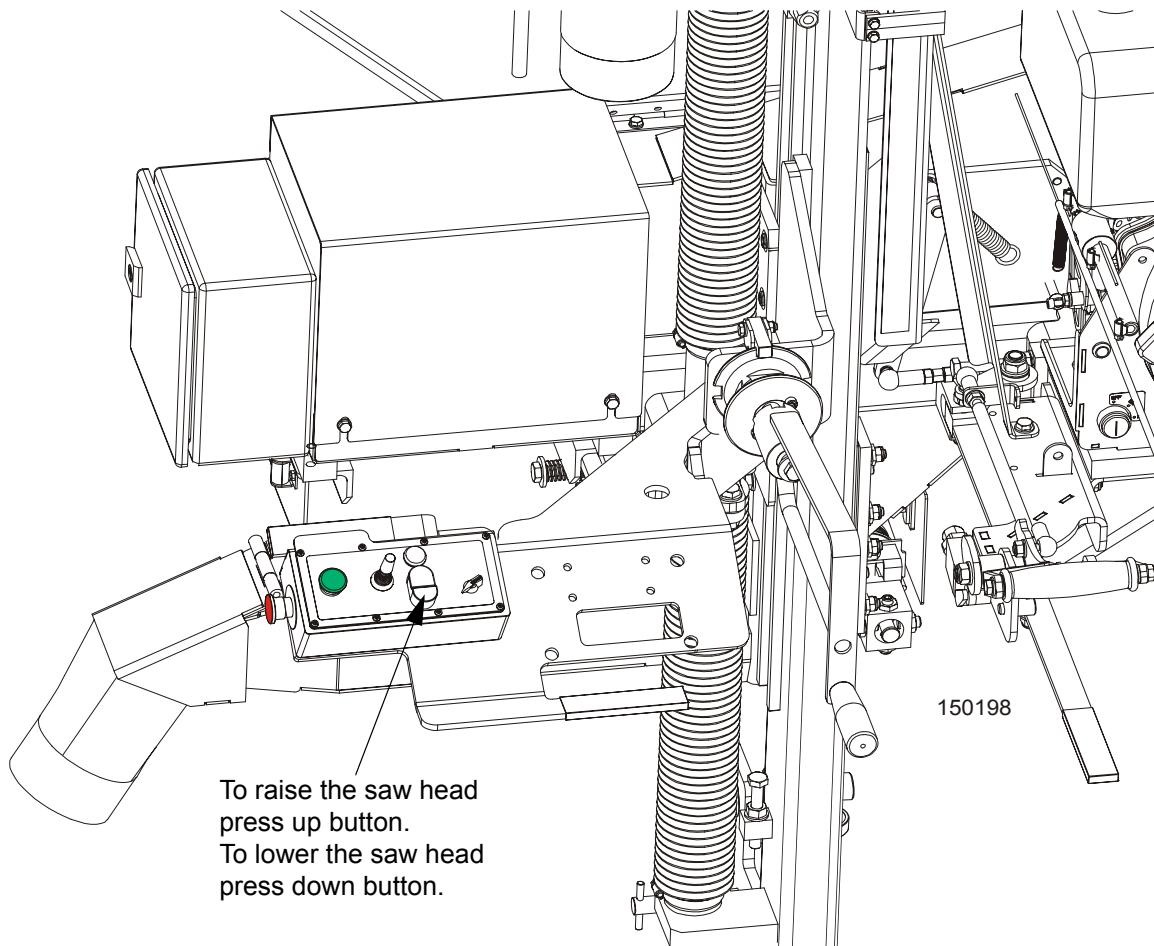 150198
To raise the saw head
press up button.
To lower the saw head
press down button.